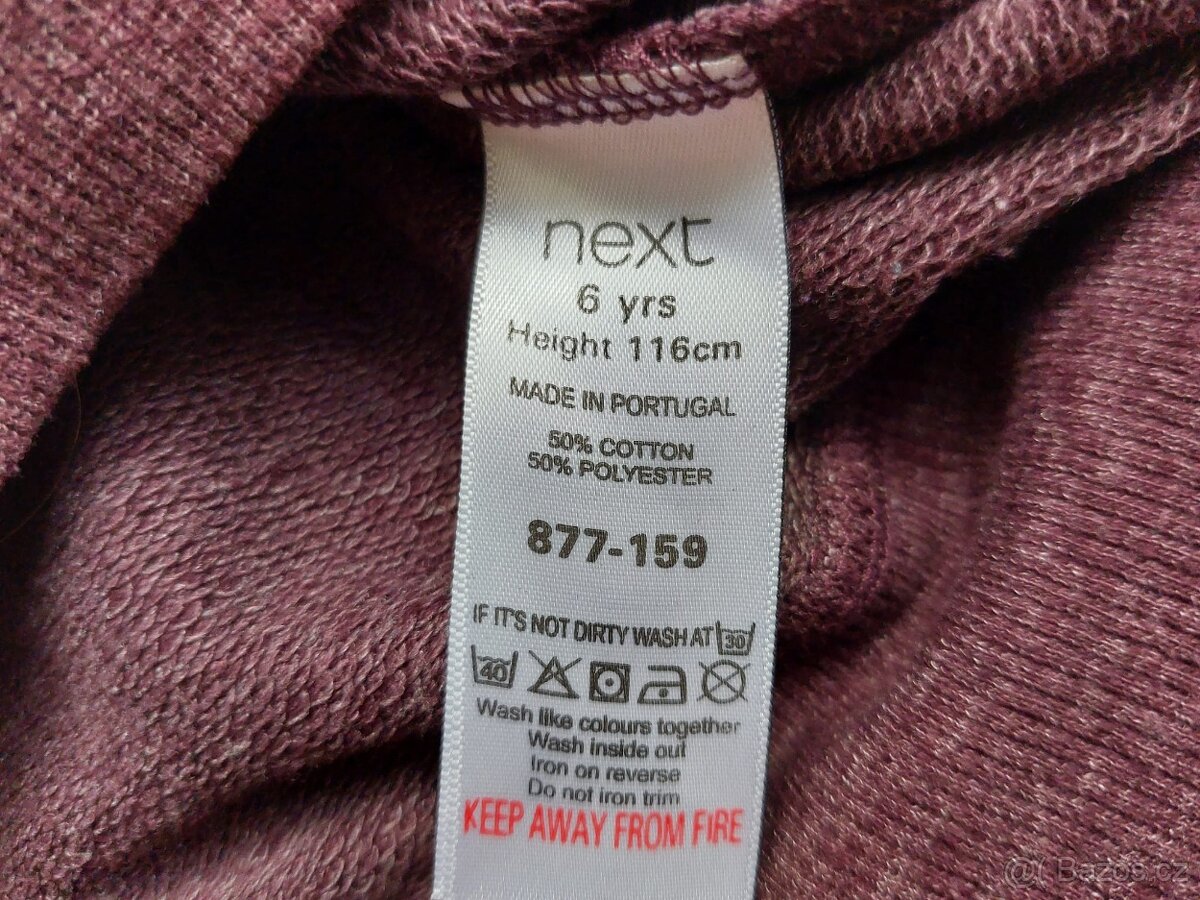 next
6 yrs
Height 116cm
MADE IN PORTUGAL
50% COTTON
50% POLYESTER
877-159
IF IT'S NOT DIRTY WASH AT 30
40
Wash like colours together
Wash inside out
Iron on reverse
Do not iron trim
KEEP AWAY FROM FIRE
@( Bazos.cz